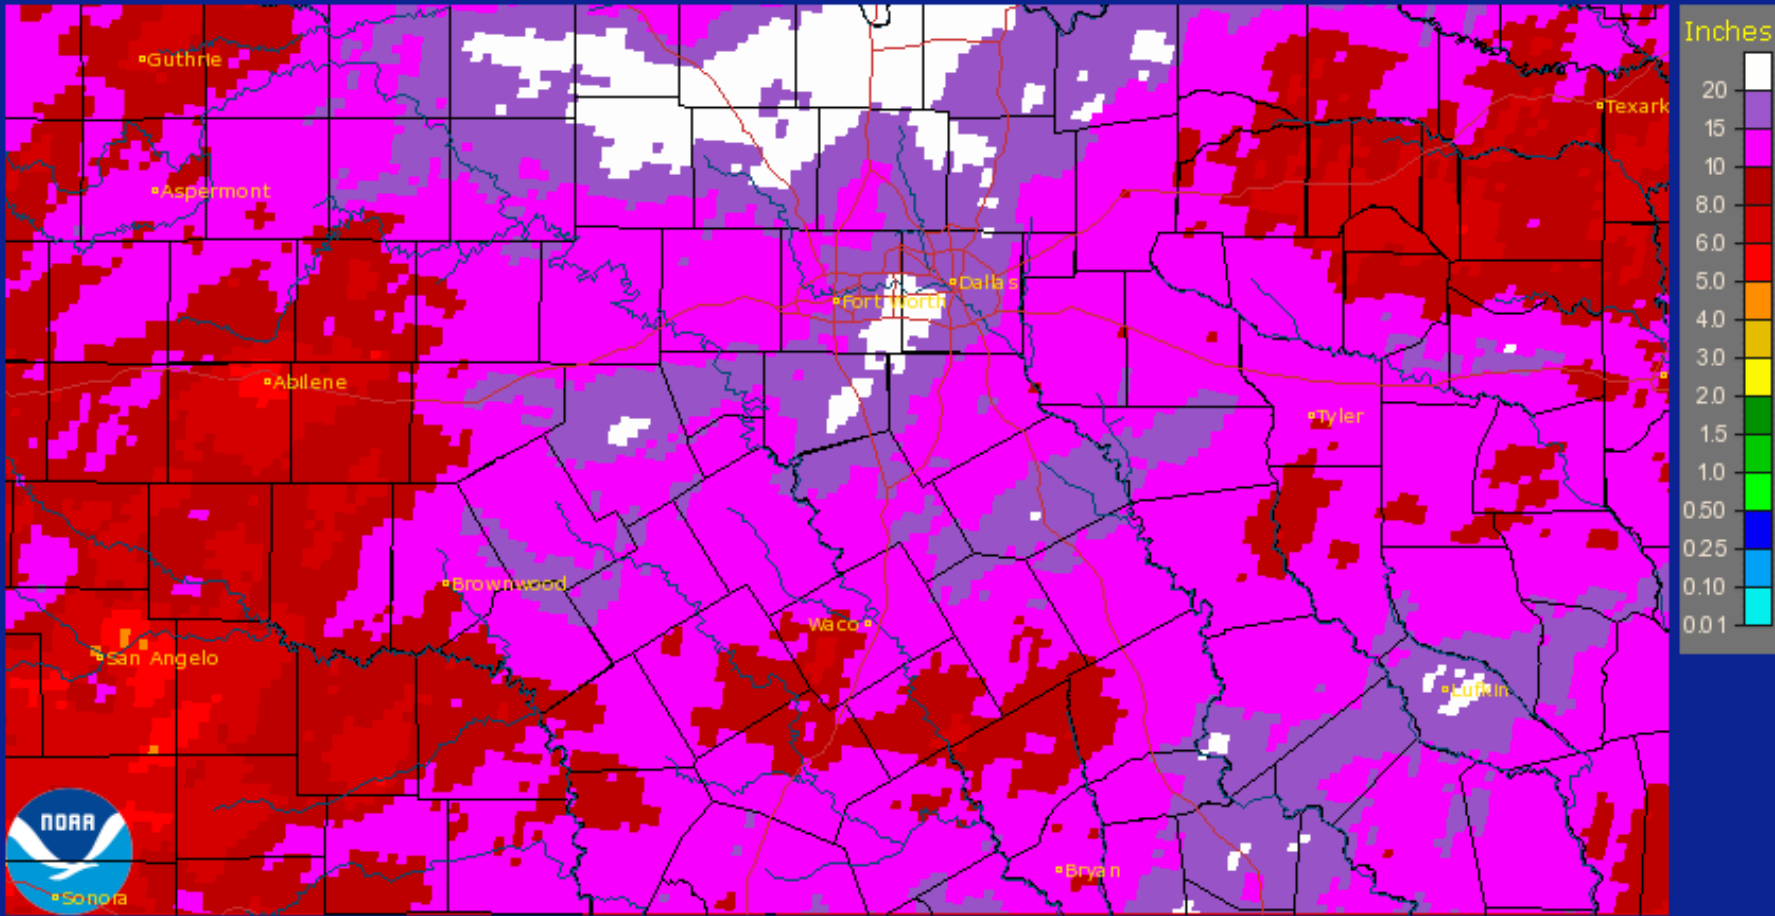 Inches
Guthrie
20
Texark
15
10
Aspermont
8.0
6.0
Dallas
5.0
Fort Worth
4.0
3.0
Abilene
2.0
Tyler
1.5
1.0
0.50
0.25
Brownwood
0.10
Waco
0.01
San Angelo
Lufkin
NOAA
Bryan
Sonora